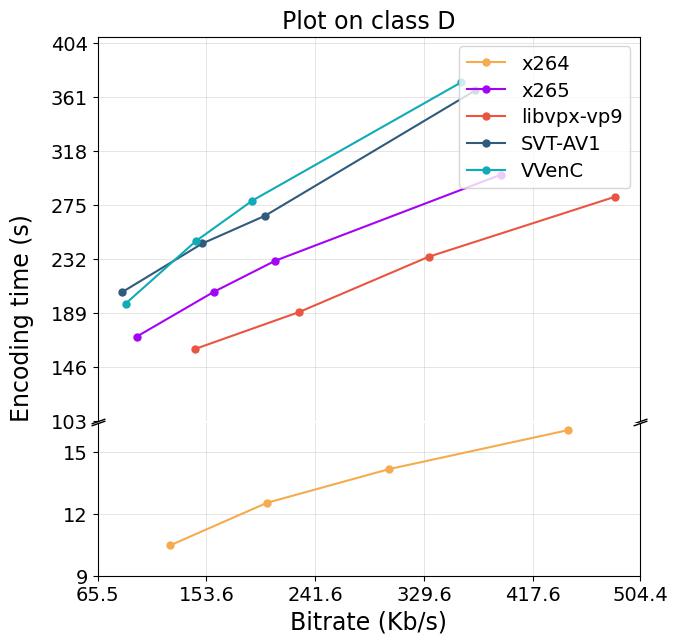 Plot on class D
404
361
318
275
232
189
146
103
15
12
9
Encoding time (s)
x264
x265
libvpx-vp9
SVT-AV1
VVenC
65.5 153.6 241.6 329.6 417.6 504.4
Bitrate (Kb/s)